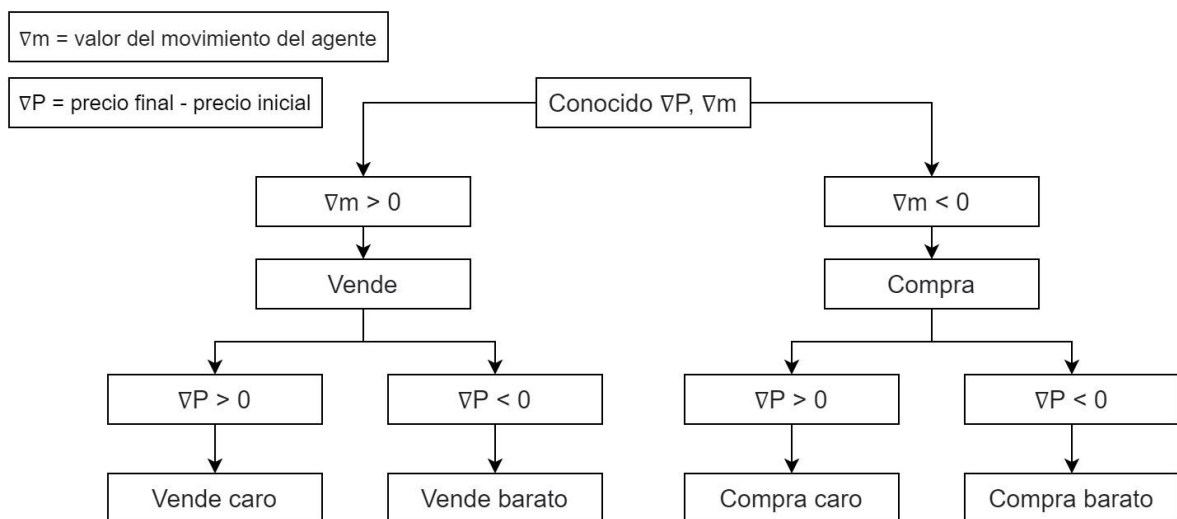 ∇m = valor del movimiento del agente
∇P = precio final - precio inicial
Conocido ∇P, ∇m
∇m > 0
∇m < 0
Vende
Compra
∇P > 0
∇P < 0
∇P > 0
∇P < 0
Vende caro
Vende barato
Compra caro
Compra barato